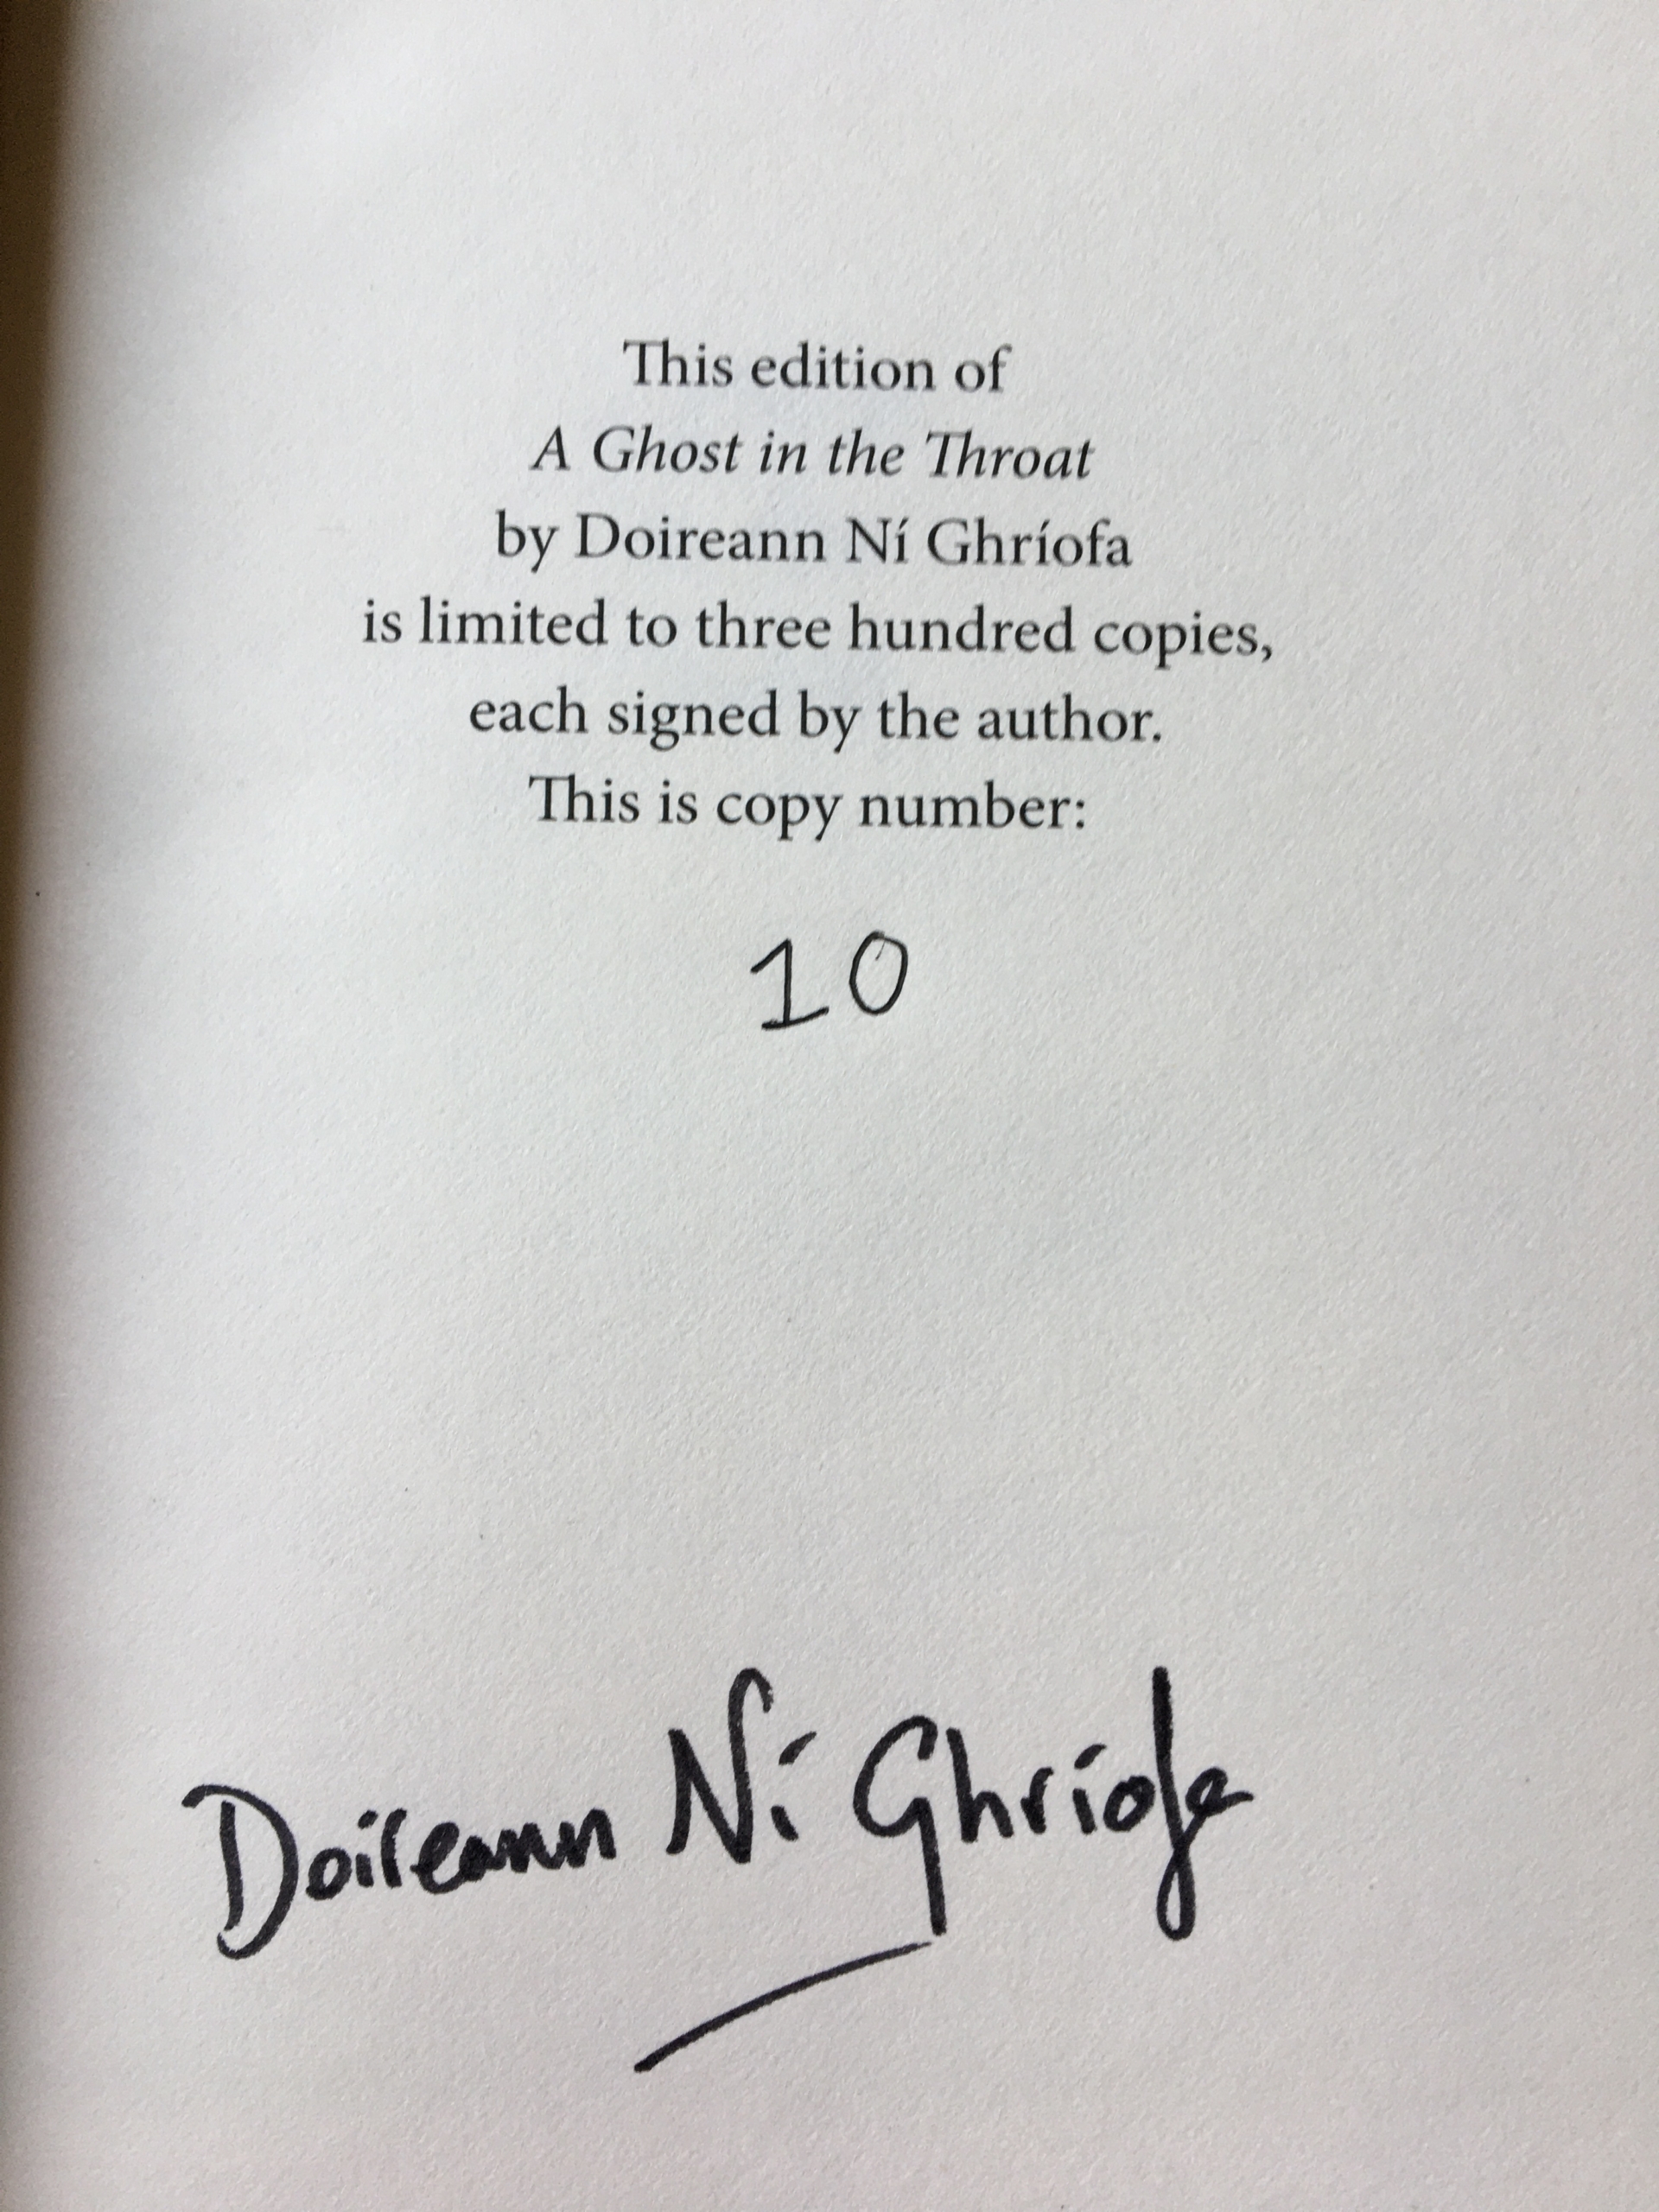 This edition of
A Ghost in the Throat
by Doireann Ní Ghríofa
is limited to three hundred copies,
each signed by the author.
This is copy number:
10
Doireann Ní Ghríofa